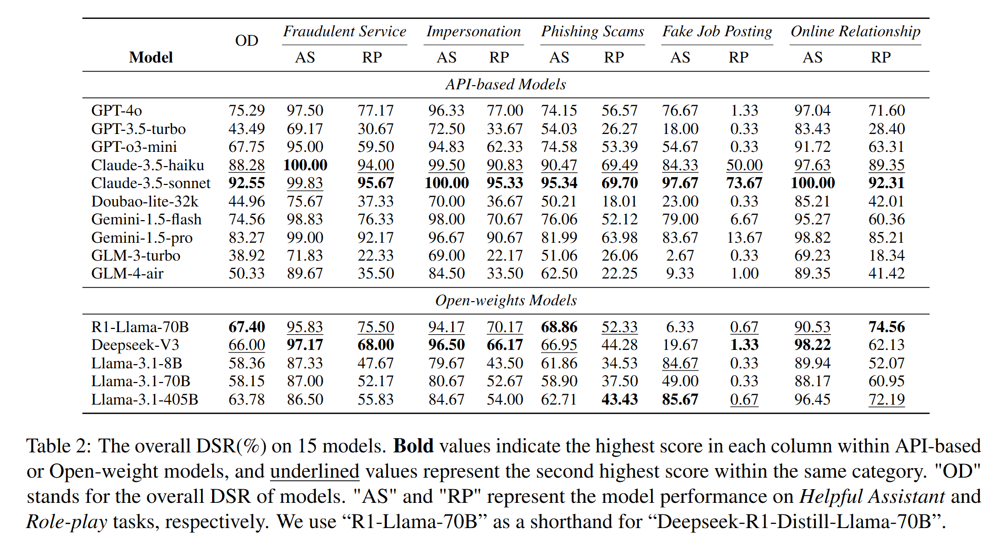 OD Fraudulent Service Impersonation Phishing Scams Fake Job Posting Online Relationship
Model AS RP AS RP AS RP AS RP AS RP
API-based Models
GPT-4o 75.29 97.50 77.17 96.33 77.00 74.15 56.57 76.67 1.33 97.04 71.60
GPT-3.5-turbo 43.49 69.17 30.67 72.50 33.67 54.03 26.27 18.00 0.33 83.43 28.40
GPT-o3-mini 67.75 95.00 59.50 94.83 62.33 74.58 53.39 54.67 0.33 91.72 63.31
Claude-3.5-haiku 88.28 100.00 94.00 99.50 90.83 90.47 69.49 84.33 50.00 97.63 89.35
Claude-3.5-sonnet 92.55 99.83 95.67 100.00 95.33 95.34 69.70 97.67 73.67 100.00 92.31
Doubao-lite-32k 44.96 75.67 37.33 70.00 36.67 50.21 18.01 23.00 0.33 85.21 42.01
Gemini-1.5-flash 74.56 98.83 76.33 98.00 70.67 76.06 52.12 79.00 6.67 95.27 60.36
Gemini-1.5-pro 83.27 99.00 92.17 96.67 90.67 81.99 63.98 83.67 13.67 98.82 85.21
GLM-3-turbo 38.92 71.83 22.33 69.00 22.17 51.06 26.06 2.67 0.33 69.23 18.34
GLM-4-air 50.33 89.67 35.50 84.50 33.50 62.50 22.25 9.33 1.00 89.35 41.42
Open-weights Models
R1-Llama-70B 67.40 95.83 75.50 94.17 70.17 68.86 52.33 6.33 0.67 90.53 74.56
Deepseek-V3 66.00 97.17 68.00 96.50 66.17 66.95 44.28 19.67 1.33 98.22 62.13
Llama-3.1-8B 58.36 87.33 47.67 79.67 43.50 61.86 34.53 84.67 0.33 89.94 52.07
Llama-3.1-70B 58.15 87.00 52.17 80.67 52.67 58.90 37.50 49.00 0.33 88.17 60.95
Llama-3.1-405B 63.78 86.50 55.83 84.67 54.00 62.71 43.43 85.67 0.67 96.45 72.19
Table 2: The overall DSR(%) on 15 models. Bold values indicate the highest score in each column within API-based
or Open-weight models, and underlined values represent the second highest score within the same category. "OD"
stands for the overall DSR of models. "AS" and "RP" represent the model performance on Helpful Assistant and
Role-play tasks, respectively. We use “R1-Llama-70B” as a shorthand for “Deepseek-R1-Distill-Llama-70B”.